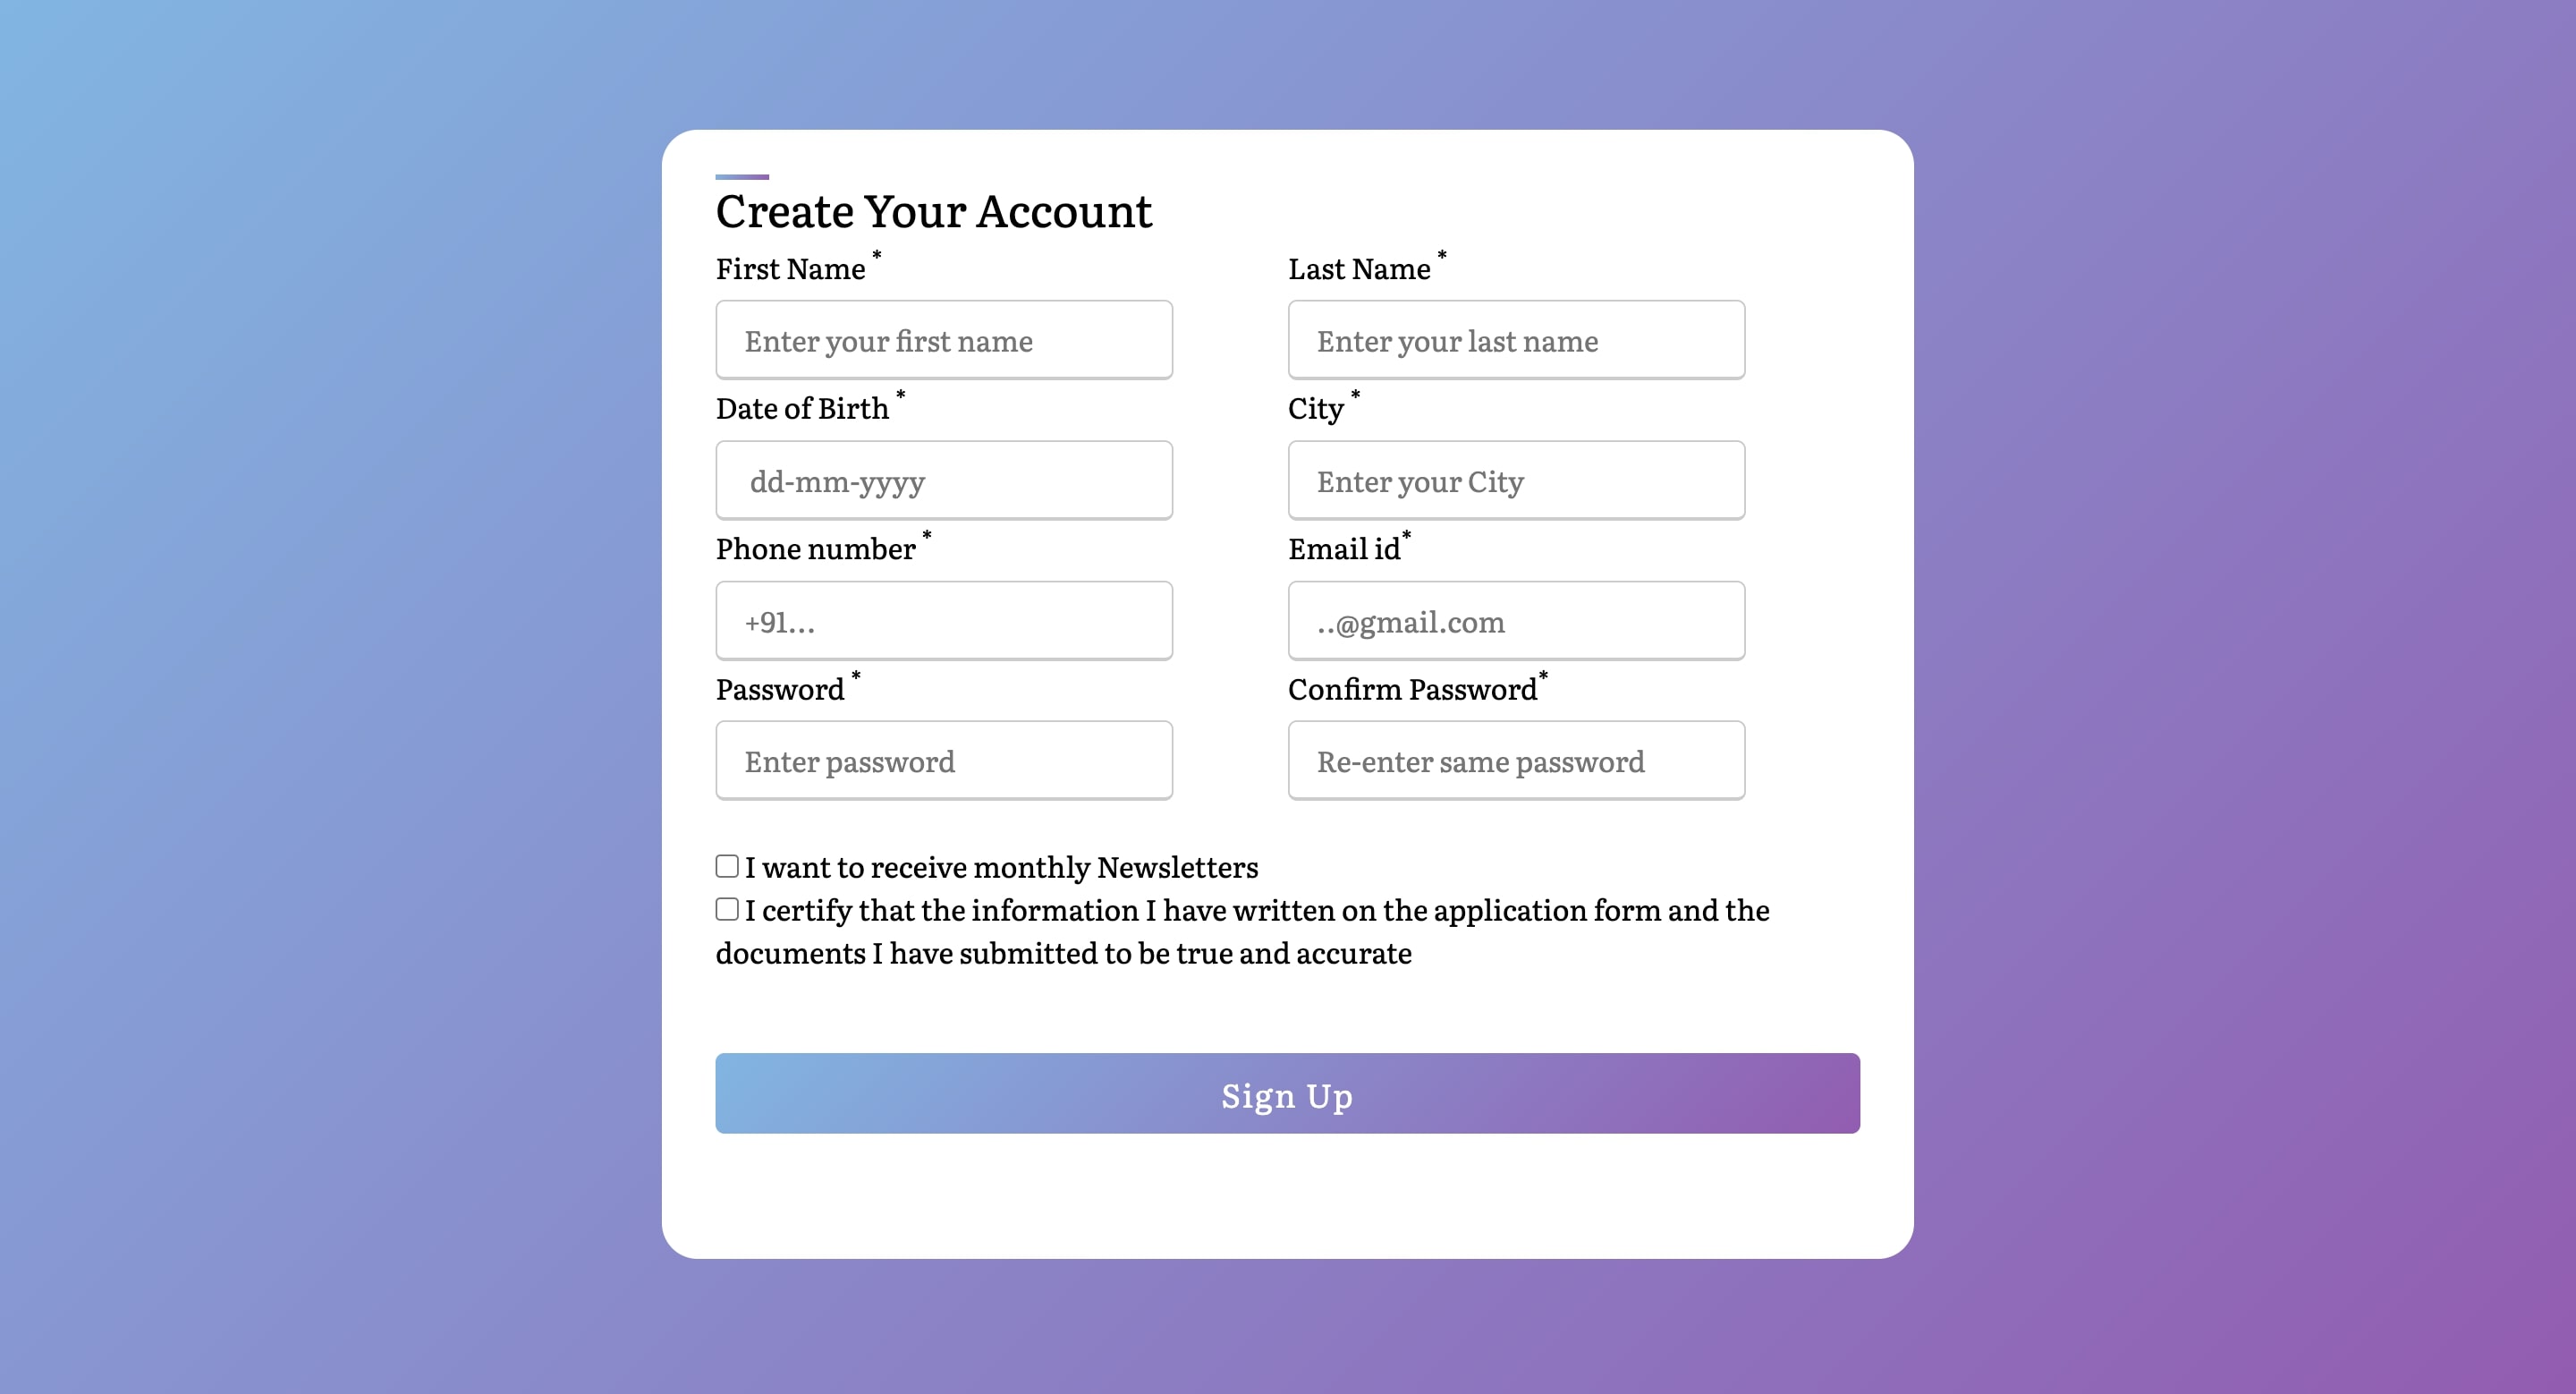 Create Your Account
First Name *
Last Name *
Enter your first name
Enter your last name
Date of Birth *
City *
dd-mm-yyyy
Enter your City
Phone number *
Email id*
+91...
..@gmail.com
Password *
Confirm Password*
Enter password
Re-enter same password
I want to receive monthly Newsletters
I certify that the information I have written on the application form and the
documents I have submitted to be true and accurate
Sign Up